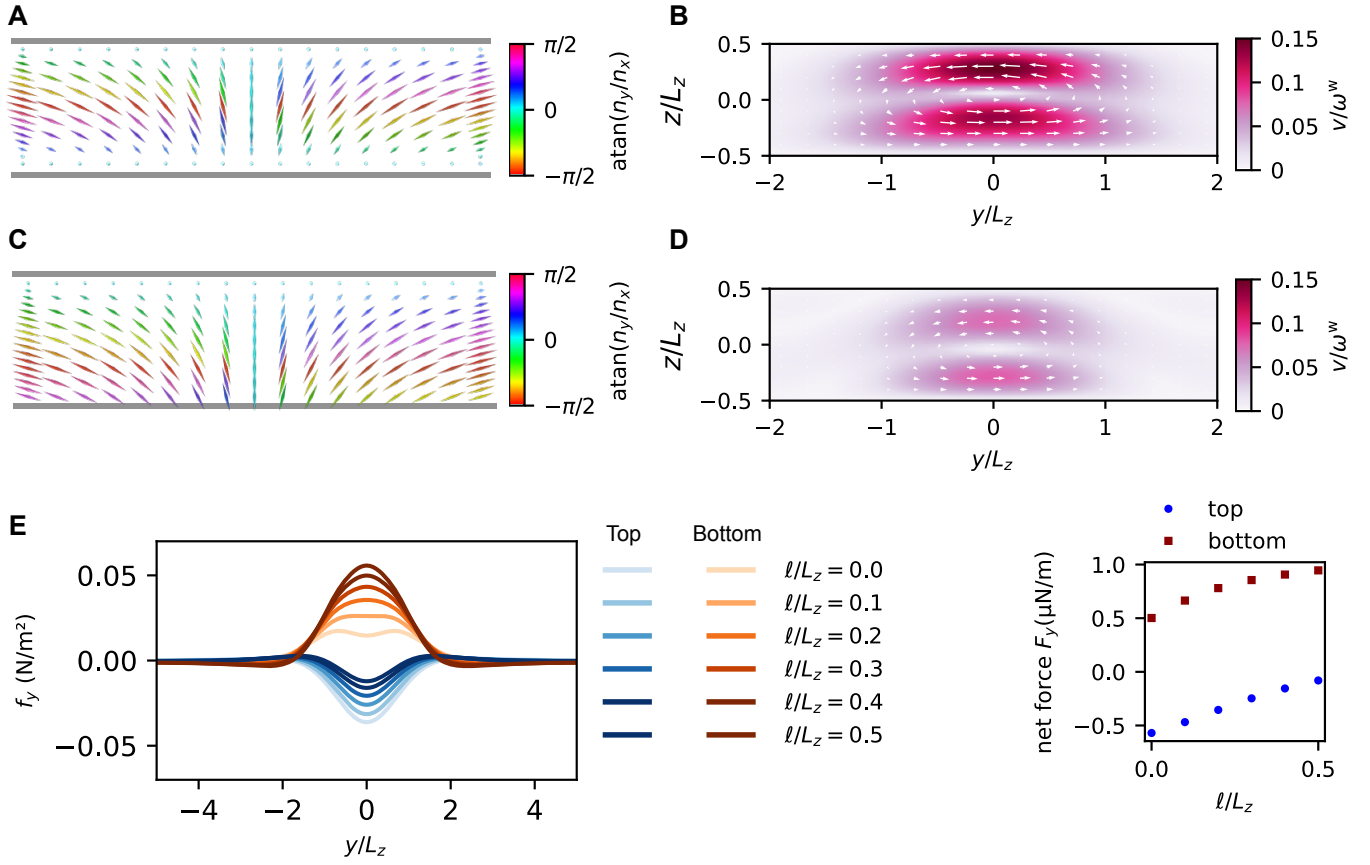 A
π/2
0
−π/2
atan(n_y/n_x)
B
0.5
0.0
−0.5
z/L_z
−2
−1
0
1
2
y/L_z
0.15
0.10
0.05
0
v/ω^w
C
π/2
0
−π/2
atan(n_y/n_x)
D
0.5
0.0
−0.5
z/L_z
−2
−1
0
1
2
y/L_z
0.15
0.10
0.05
0
v/ω^w
E
0.05
0.00
−0.05
f_y (N/m²)
−4
−2
0
2
4
y/L_z
Top Bottom
ℓ/L_z = 0.0
ℓ/L_z = 0.1
ℓ/L_z = 0.2
ℓ/L_z = 0.3
ℓ/L_z = 0.4
ℓ/L_z = 0.5
top
bottom
1.0
0.5
0.0
−0.5
net force F_y(μN/m)
0.0
0.5
ℓ/L_z